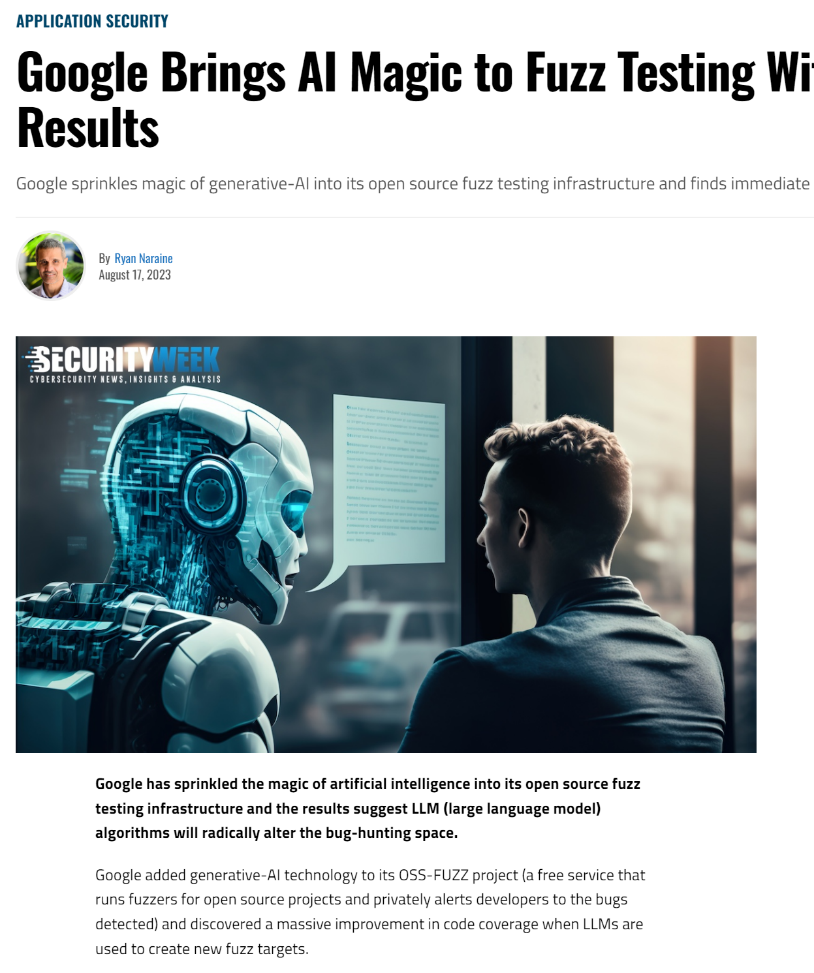 APPLICATION SECURITY
Google Brings AI Magic to Fuzz Testing Wi
Results
Google sprinkles magic of generative-AI into its open source fuzz testing infrastructure and finds immediate
By Ryan Naraine
August 17, 2023
SECURITYWEEK
CYBERSECURITY NEWS, INSIGHTS & ANALYSIS
Google has sprinkled the magic of artificial intelligence into its open source fuzz
testing infrastructure and the results suggest LLM (large language model)
algorithms will radically alter the bug-hunting space.
Google added generative-AI technology to its OSS-FUZZ project (a free service that
runs fuzzers for open source projects and privately alerts developers to the bugs
detected) and discovered a massive improvement in code coverage when LLMs are
used to create new fuzz targets.